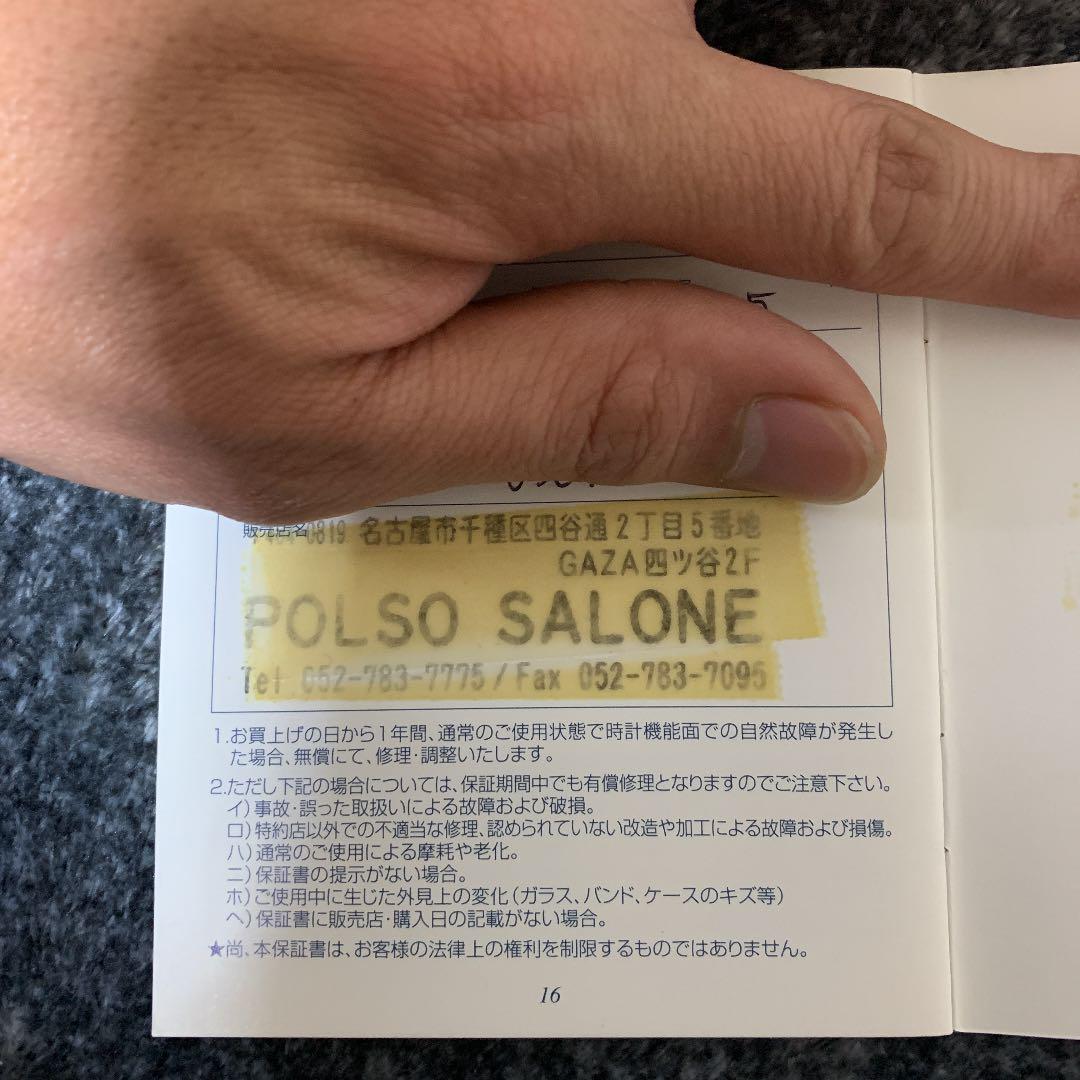 5
販売店名
0819 名古屋市千種区四谷通2丁目5番地
GAZA四ツ谷2F
POLSO SALONE
Tel 052-783-7775/Fax 052-783-7095
1.お買上げの日から1年間、通常のご使用状態で時計機能面での自然故障が発生し
た場合、無償にて、修理・調整いたします。
2.ただし下記の場合については、保証期間中でも有償修理となりますのでご注意下さい。
イ)事故・誤った取扱いによる故障および破損。
ロ)特約店以外での不適当な修理、認められていない改造や加工による故障および損傷。
ハ)通常のご使用による摩耗や老化。
ニ)保証書の提示がない場合。
ホ)ご使用中に生じた外見上の変化(ガラス、バンド、ケースのキズ等)
ヘ)保証書に販売店・購入日の記載がない場合。
★尚、本保証書は、お客様の法律上の権利を制限するものではありません。
16